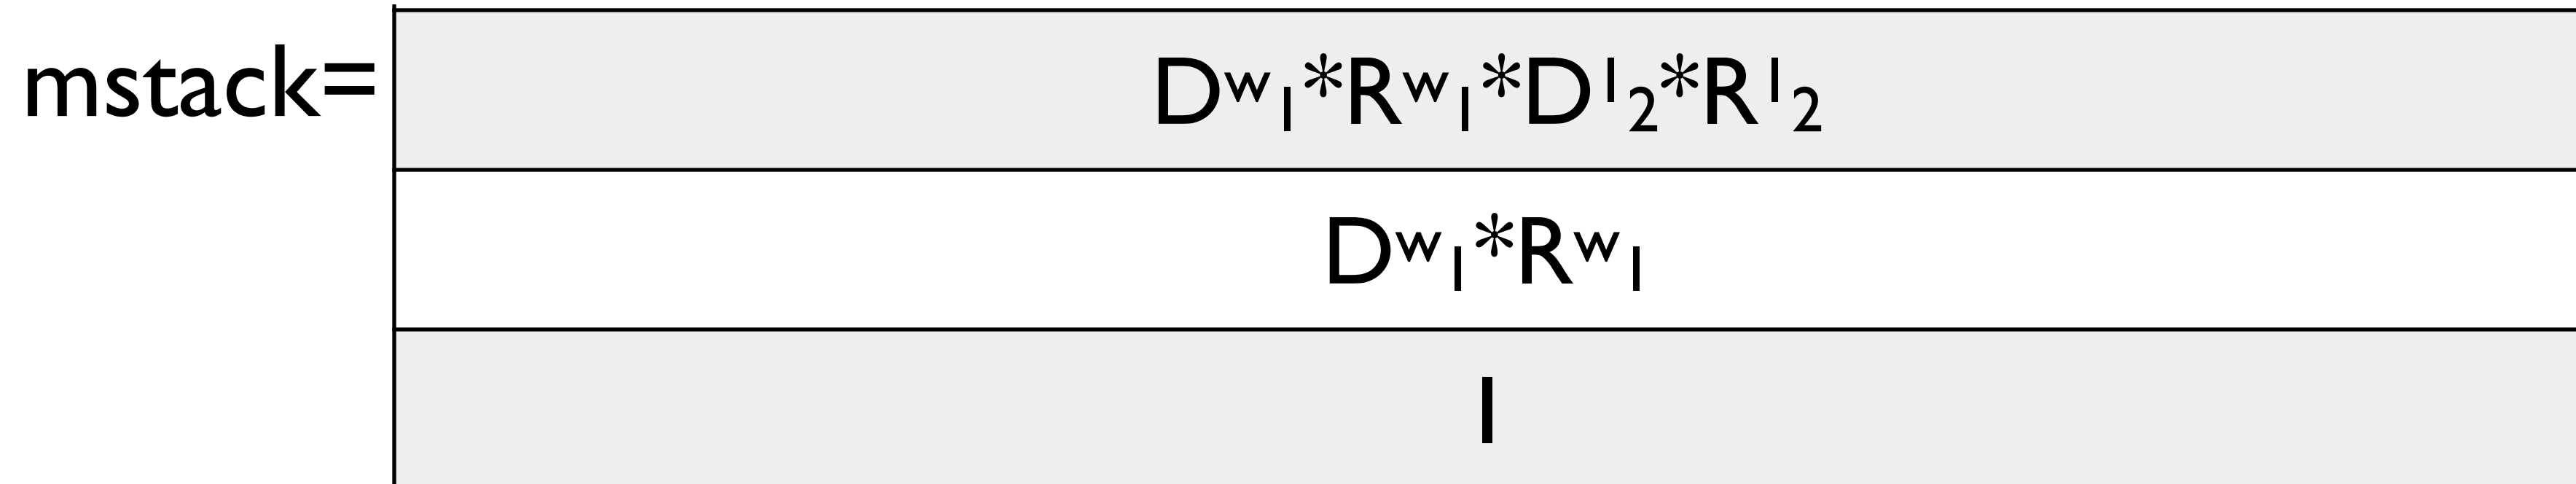 mstack= Dʷ₁*Rʷ₁*D¹₂*R¹₂
Dʷ₁*Rʷ₁
I